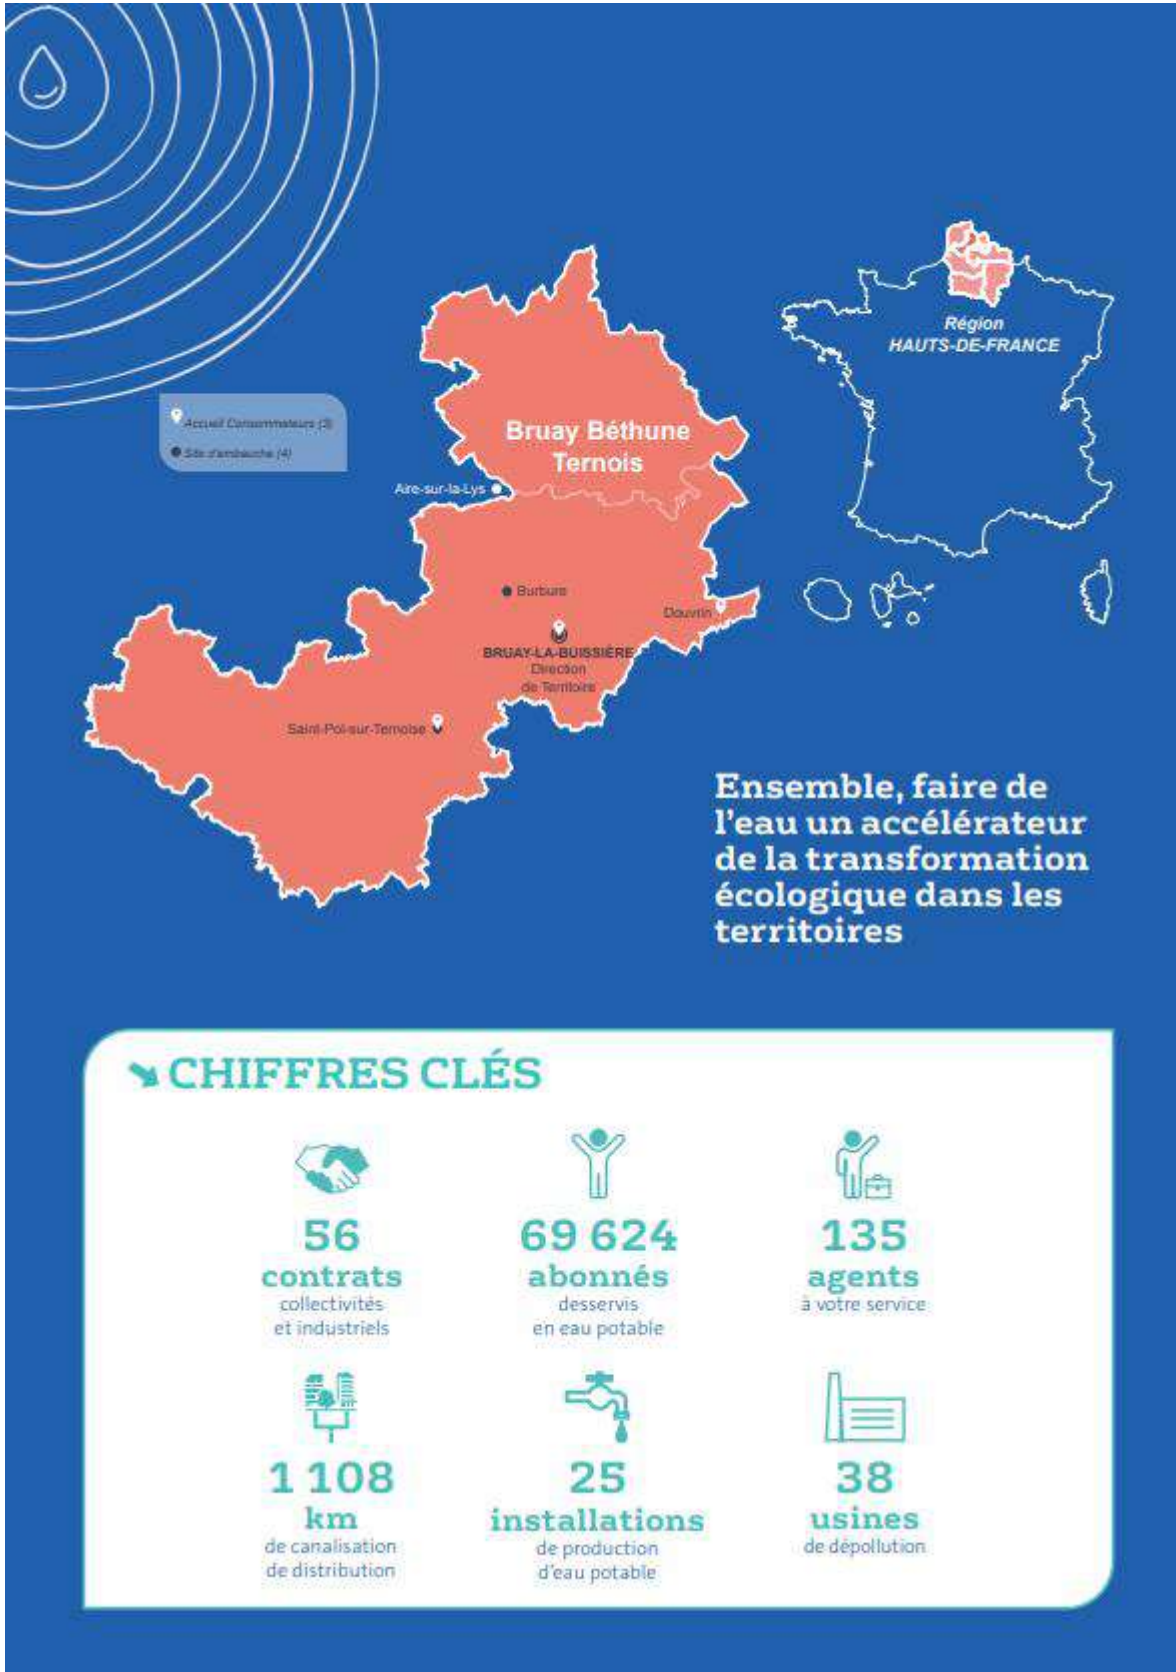 Région
HAUTS-DE-FRANCE
Accueil Consommateurs (3)
Site d'embauche (4)
Bruay Béthune
Ternois
Aire-sur-la-Lys
Burbure
Douvrin
BRUAY-LA-BUISSIÈRE
Direction
de Territoire
Saint-Pol-sur-Ternoise
Ensemble, faire de
l'eau un accélérateur
de la transformation
écologique dans les
territoires
CHIFFRES CLÉS
56
contrats
collectivités
et industriels
69 624
abonnés
desservis
en eau potable
135
agents
à votre service
1 108
km
de canalisation
de distribution
25
installations
de production
d'eau potable
38
usines
de dépollution